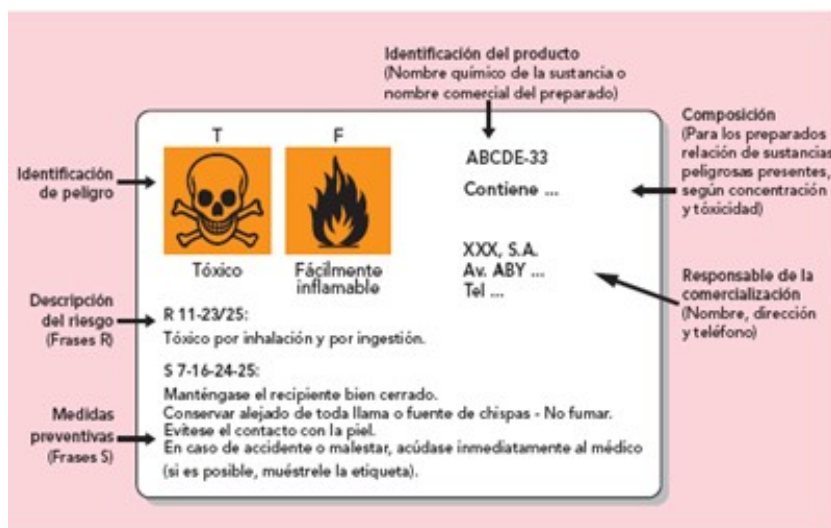 Identificación del producto
(Nombre químico de la sustancia o
nombre comercial del preparado)
Composición
(Para los preparados
relación de sustancias
peligrosas presentes,
según concentración
y tóxicidad)
Identificación
de peligro
T
F
Tóxico
Fácilmente
inflamable
ABCDE-33
Contiene ...
XXX, S.A.
Av. ABY ...
Tel ...
Responsable de la
comercialización
(Nombre, dirección
y teléfono)
Descripción
del riesgo
(Frases R)
R 11-23/25:
Tóxico por inhalación y por ingestión.
S 7-16-24-25:
Manténgase el recipiente bien cerrado.
Conservar alejado de toda llama o fuente de chispas - No fumar.
Evítese el contacto con la piel.
En caso de accidente o malestar, acúdase inmediatamente al médico
(si es posible, muéstrele la etiqueta).
Medidas
preventivas
(Frases S)